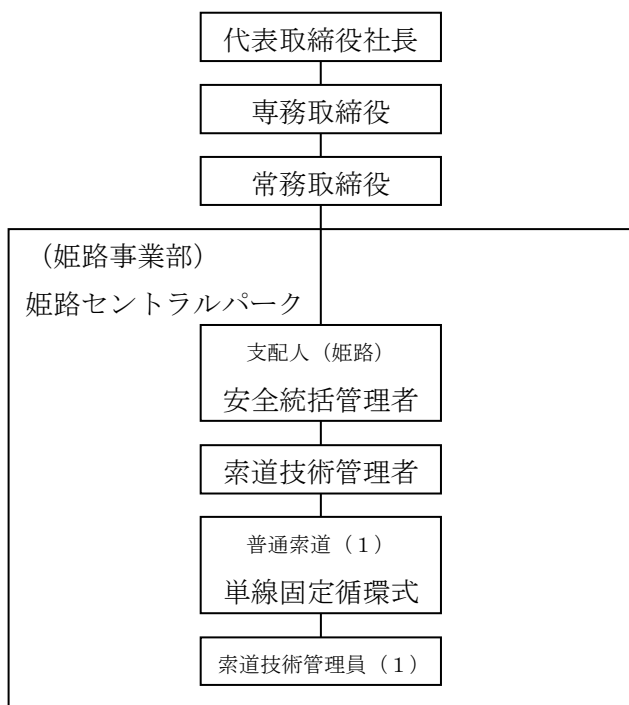 代表取締役社長
専務取締役
常務取締役
（姫路事業部）
姫路セントラルパーク
支配人（姫路）
安全統括管理者
索道技術管理者
普通索道（１）
単線固定循環式
索道技術管理員（１）